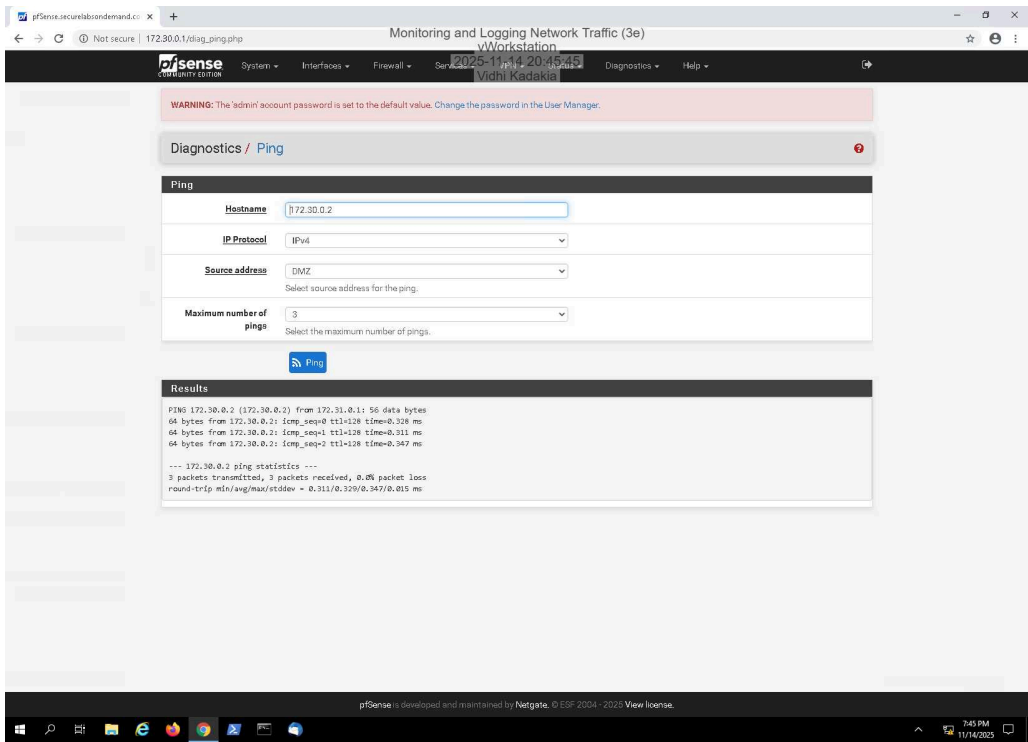 pfSense.securelabsondemand.co
Not secure | 172.30.0.1/diag_ping.php
Monitoring and Logging Network Traffic (3e)
vWorkstation
2025-11-14 20:45:45
Vidhi Kadakia
pfsense
COMMUNITY EDITION
System
Interfaces
Firewall
Diagnostics
Help
WARNING: The 'admin' account password is set to the default value. Change the password in the User Manager.
Diagnostics / Ping
Ping
Hostname
172.30.0.2
IP Protocol
IPv4
Source address
DMZ
Select source address for the ping.
Maximum number of
pings
3
Select the maximum number of pings.
Ping
Results
PING 172.30.0.2 (172.30.0.2) from 172.31.0.1: 56 data bytes
64 bytes from 172.30.0.2: icmp_seq=0 ttl=128 time=0.328 ms
64 bytes from 172.30.0.2: icmp_seq=1 ttl=128 time=0.311 ms
64 bytes from 172.30.0.2: icmp_seq=2 ttl=128 time=0.347 ms
--- 172.30.0.2 ping statistics ---
3 packets transmitted, 3 packets received, 0.0% packet loss
round-trip min/avg/max/stddev = 0.311/0.329/0.347/0.015 ms
pfSense is developed and maintained by Netgate. © ESF 2004 - 2025 View license.
7:45 PM
11/14/2025